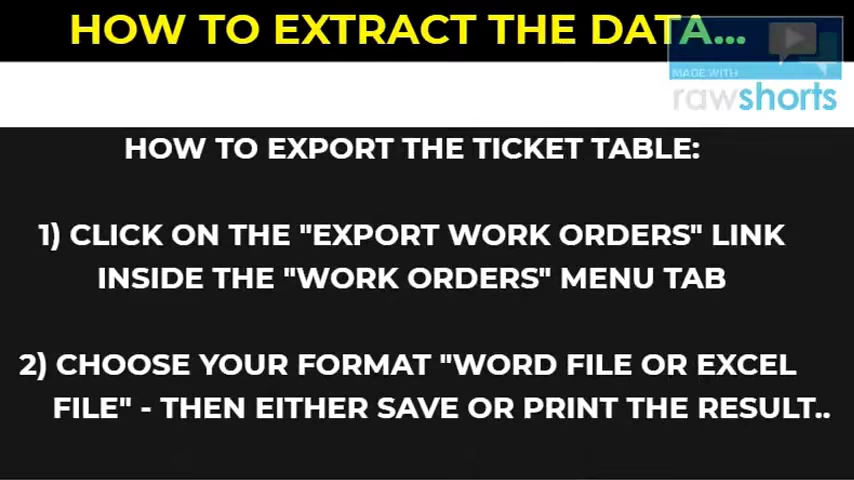 HOW TO EXTRACT THE DATA...
MADE WITH
rawshorts
HOW TO EXPORT THE TICKET TABLE:
1) CLICK ON THE "EXPORT WORK ORDERS" LINK
INSIDE THE "WORK ORDERS" MENU TAB
2) CHOOSE YOUR FORMAT "WORD FILE OR EXCEL
FILE" - THEN EITHER SAVE OR PRINT THE RESULT..